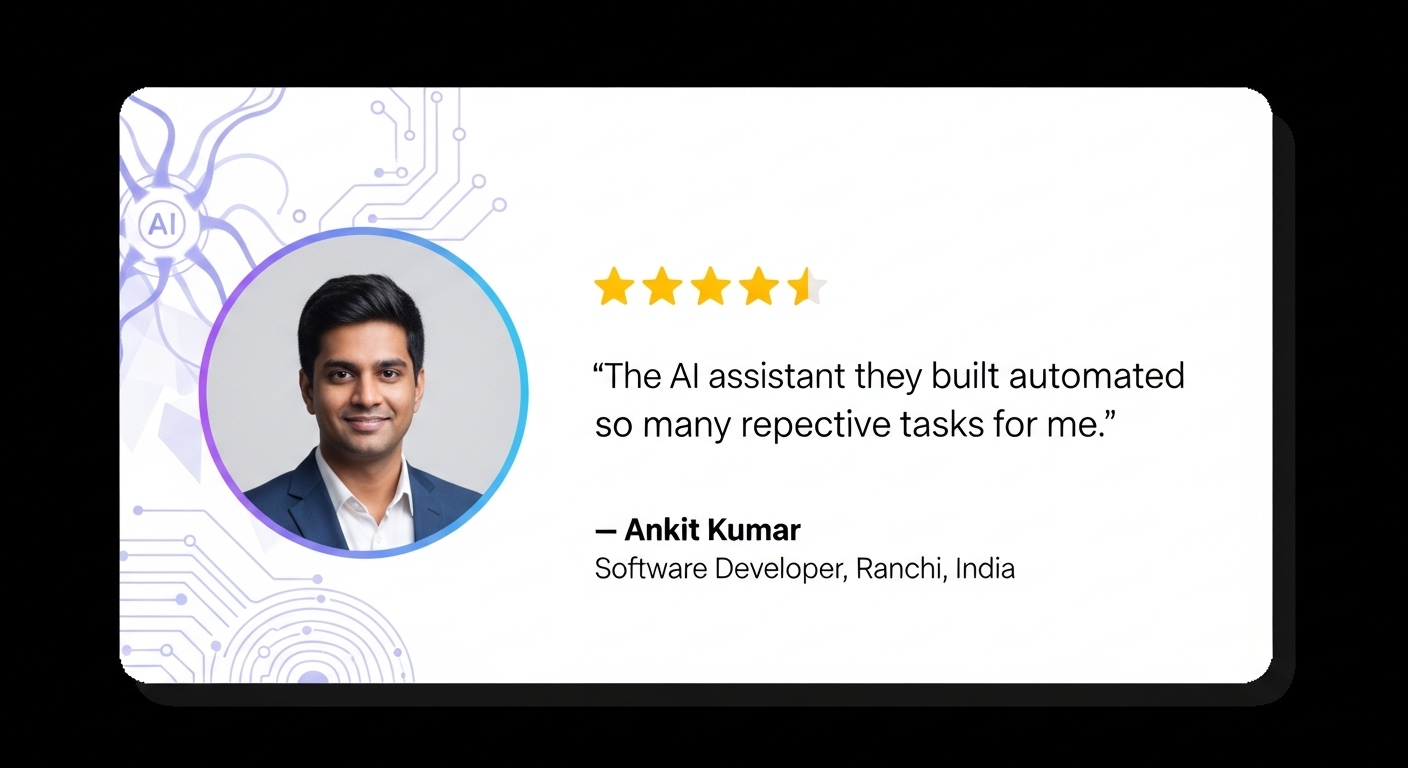 AI
“The AI assistant they built automated
so many repective tasks for me.”
— Ankit Kumar
Software Developer, Ranchi, India